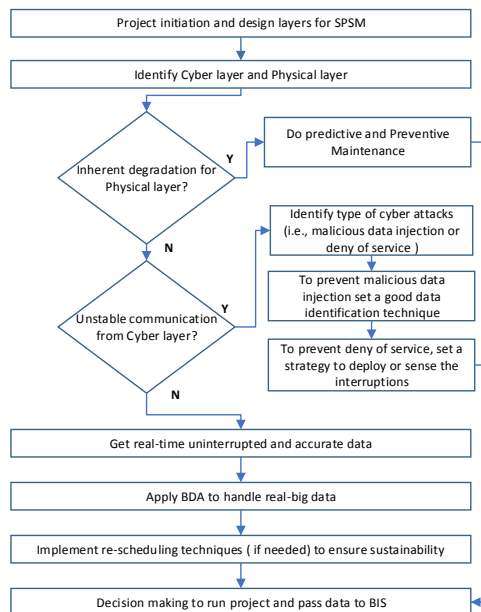 Project initiation and design layers for SPSM
Identify Cyber layer and Physical layer
Inherent degradation for
Physical layer?
Y
Do predictive and Preventive
Maintenance
N
Identify type of cyber attacks
(i.e., malicious data injection or
deny of service )
Unstable communication
from Cyber layer?
Y
To prevent malicious data
injection set a good data
identification technique
To prevent deny of service, set a
strategy to deploy or sense the
interruptions
N
Get real-time uninterrupted and accurate data
Apply BDA to handle real-big data
Implement re-scheduling techniques ( if needed) to ensure sustainability
Decision making to run project and pass data to BIS